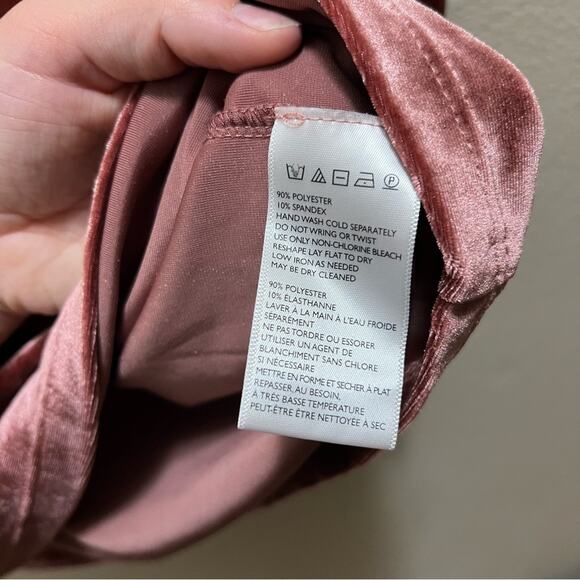 90% POLYESTER
10% SPANDEX
HAND WASH COLD SEPARATELY
DO NOT WRING OR TWIST
USE ONLY NON-CHLORINE BLEACH
RESHAPE LAY FLAT TO DRY
LOW IRON AS NEEDED
MAY BE DRY CLEANED
90% POLYESTER
10% ÉLASTHANNE
LAVER À LA MAIN À L'EAU FROIDE
SÉPARÉMENT
NE PAS TORDRE OU ESSORER
UTILISER UN AGENT DE
BLANCHIMENT SANS CHLORE
SI NÉCESSAIRE
METTRE EN FORME ET SÉCHER À PLAT
REPASSER, AU BESOIN,
À TRÈS BASSE TEMPÉRATURE
PEUT-ÊTRE ÊTRE NETTOYÉE À SEC